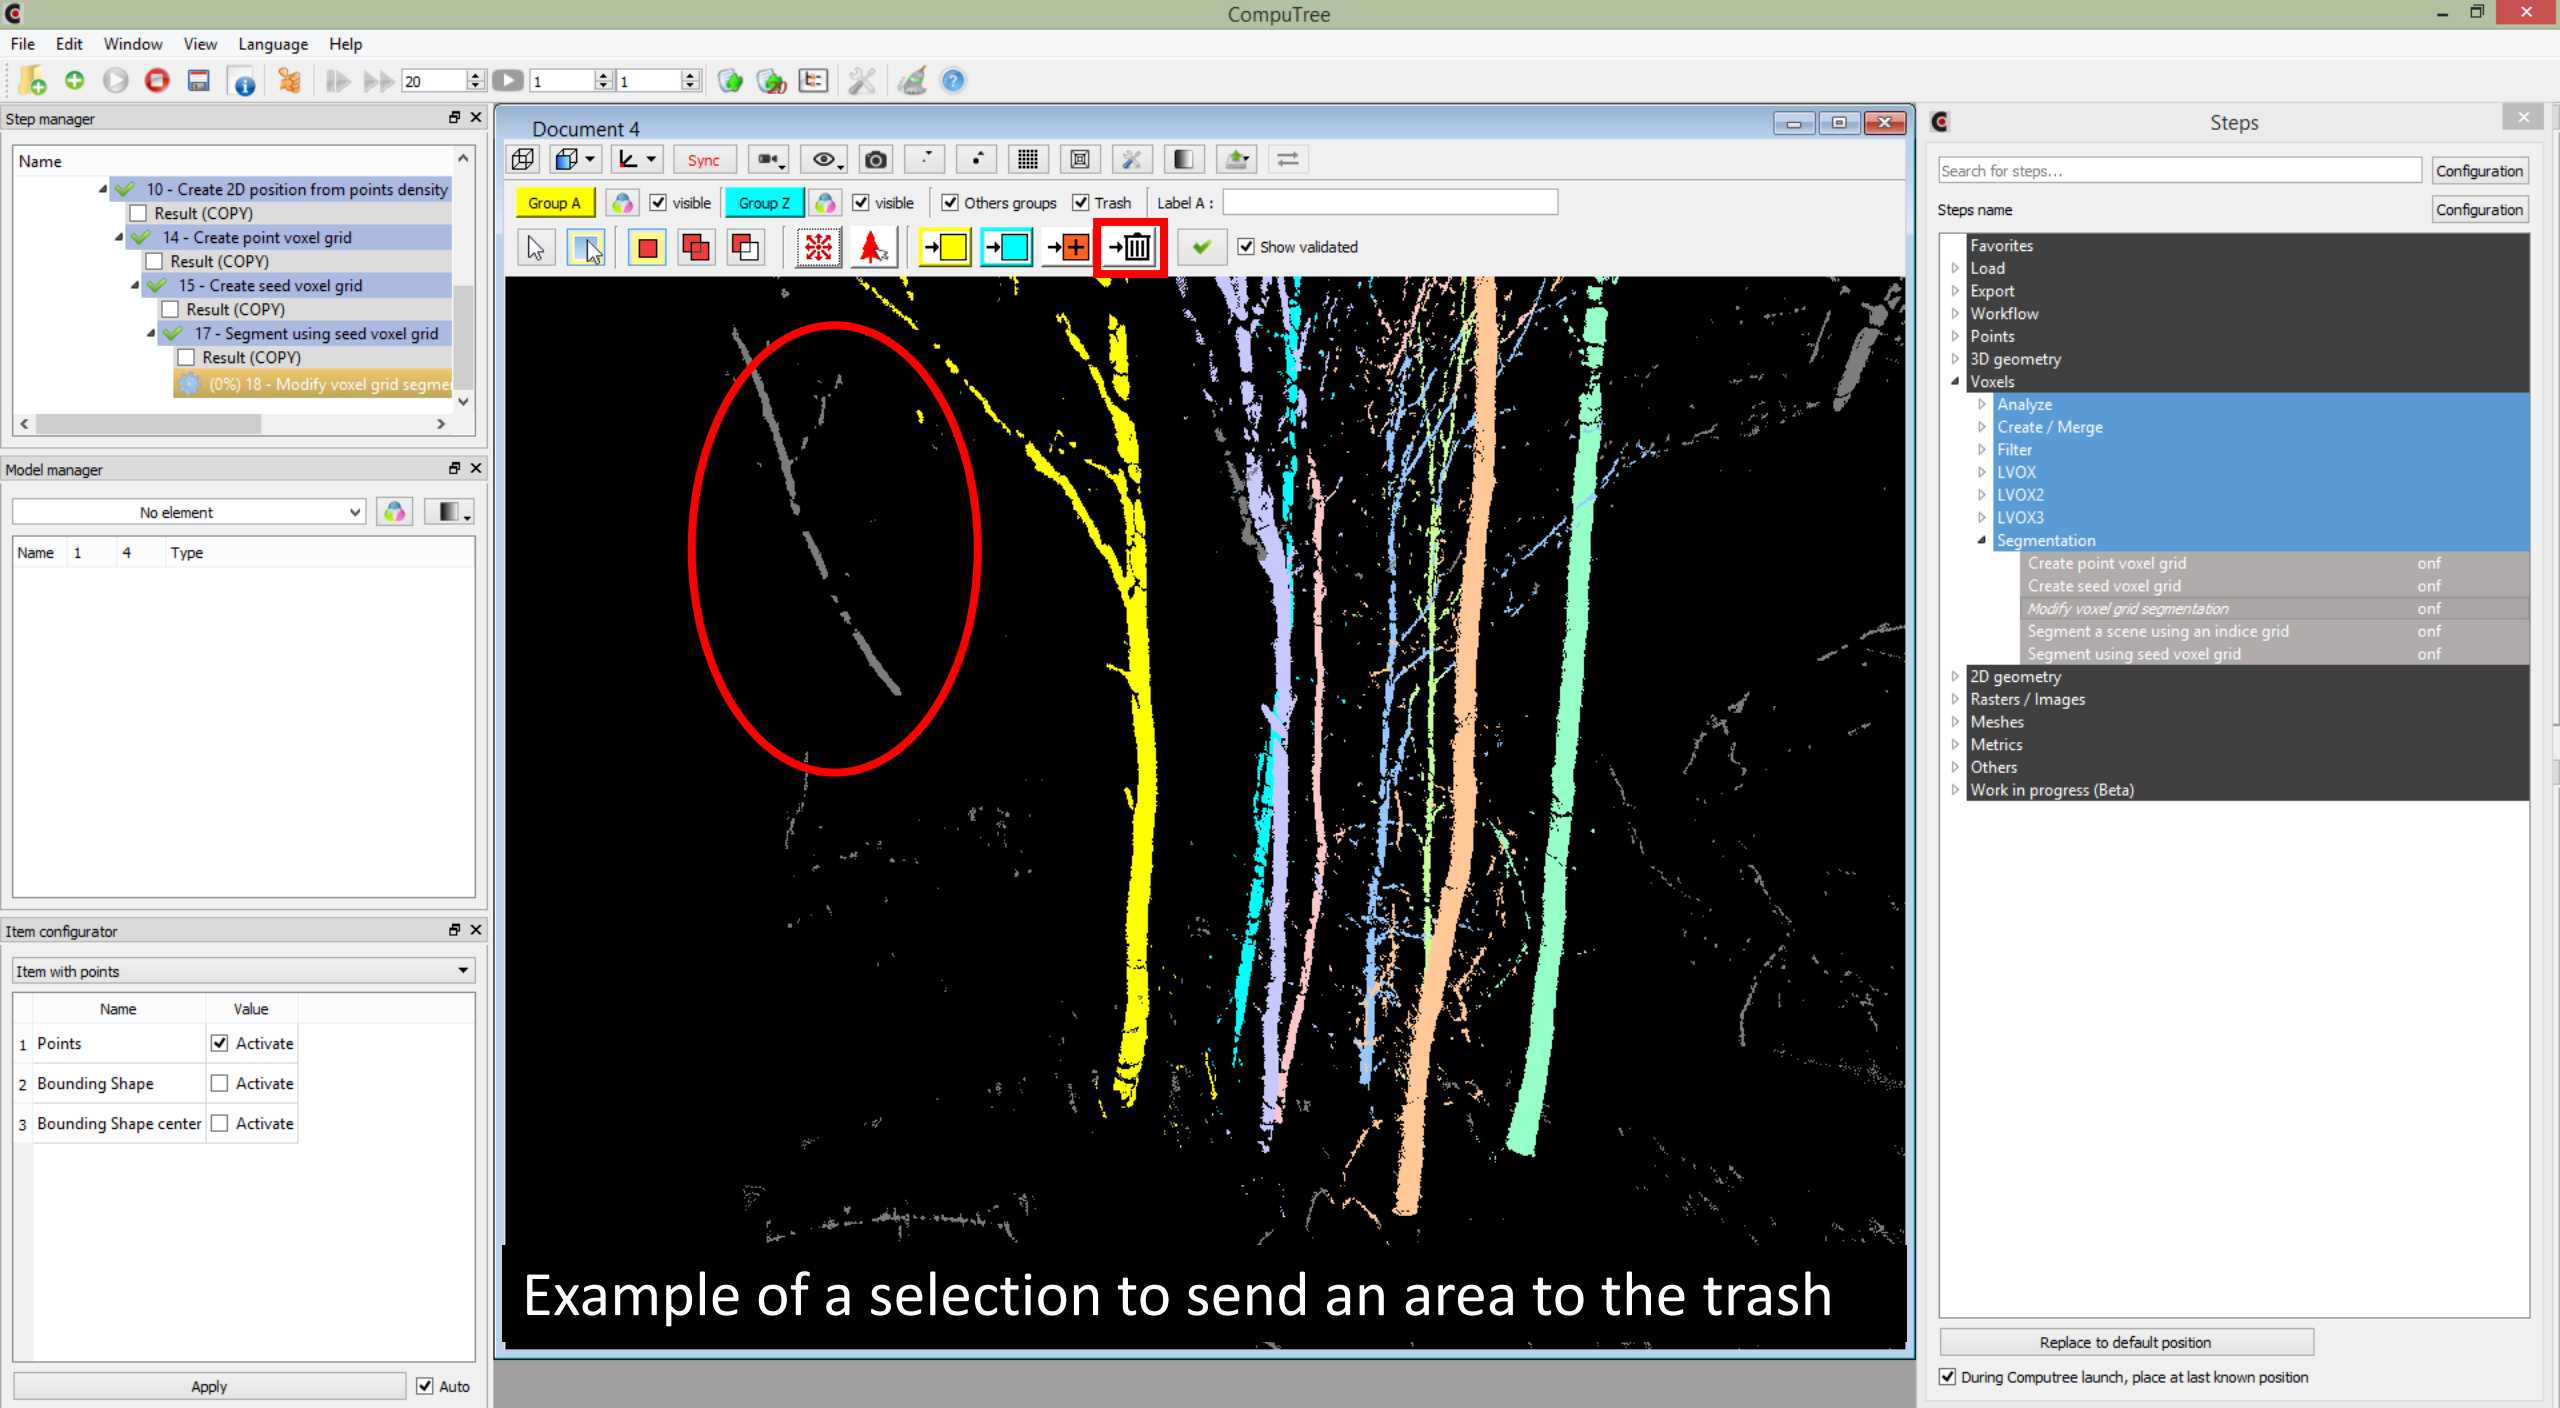 CompuTree
File Edit Window View Language Help
20 1 1
Step manager
Name
10 - Create 2D position from points density
Result (COPY)
14 - Create point voxel grid
Result (COPY)
15 - Create seed voxel grid
Result (COPY)
17 - Segment using seed voxel grid
Result (COPY)
(0%) 18 - Modify voxel grid segme
Model manager
No element
Name 1 4 Type
Item configurator
Item with points
Name Value
1 Points Activate
2 Bounding Shape Activate
3 Bounding Shape center Activate
Apply Auto
Document 4
Sync
Group A visible Group Z visible Others groups Trash Label A :
Show validated
Example of a selection to send an area to the trash
Steps
Search for steps... Configuration
Steps name Configuration
Favorites
Load
Export
Workflow
Points
3D geometry
Voxels
Analyze
Create / Merge
Filter
LVOX
LVOX2
LVOX3
Segmentation
Create point voxel grid onf
Create seed voxel grid onf
Modify voxel grid segmentation onf
Segment a scene using an indice grid onf
Segment using seed voxel grid onf
2D geometry
Rasters / Images
Meshes
Metrics
Others
Work in progress (Beta)
Replace to default position
During Computree launch, place at last known position